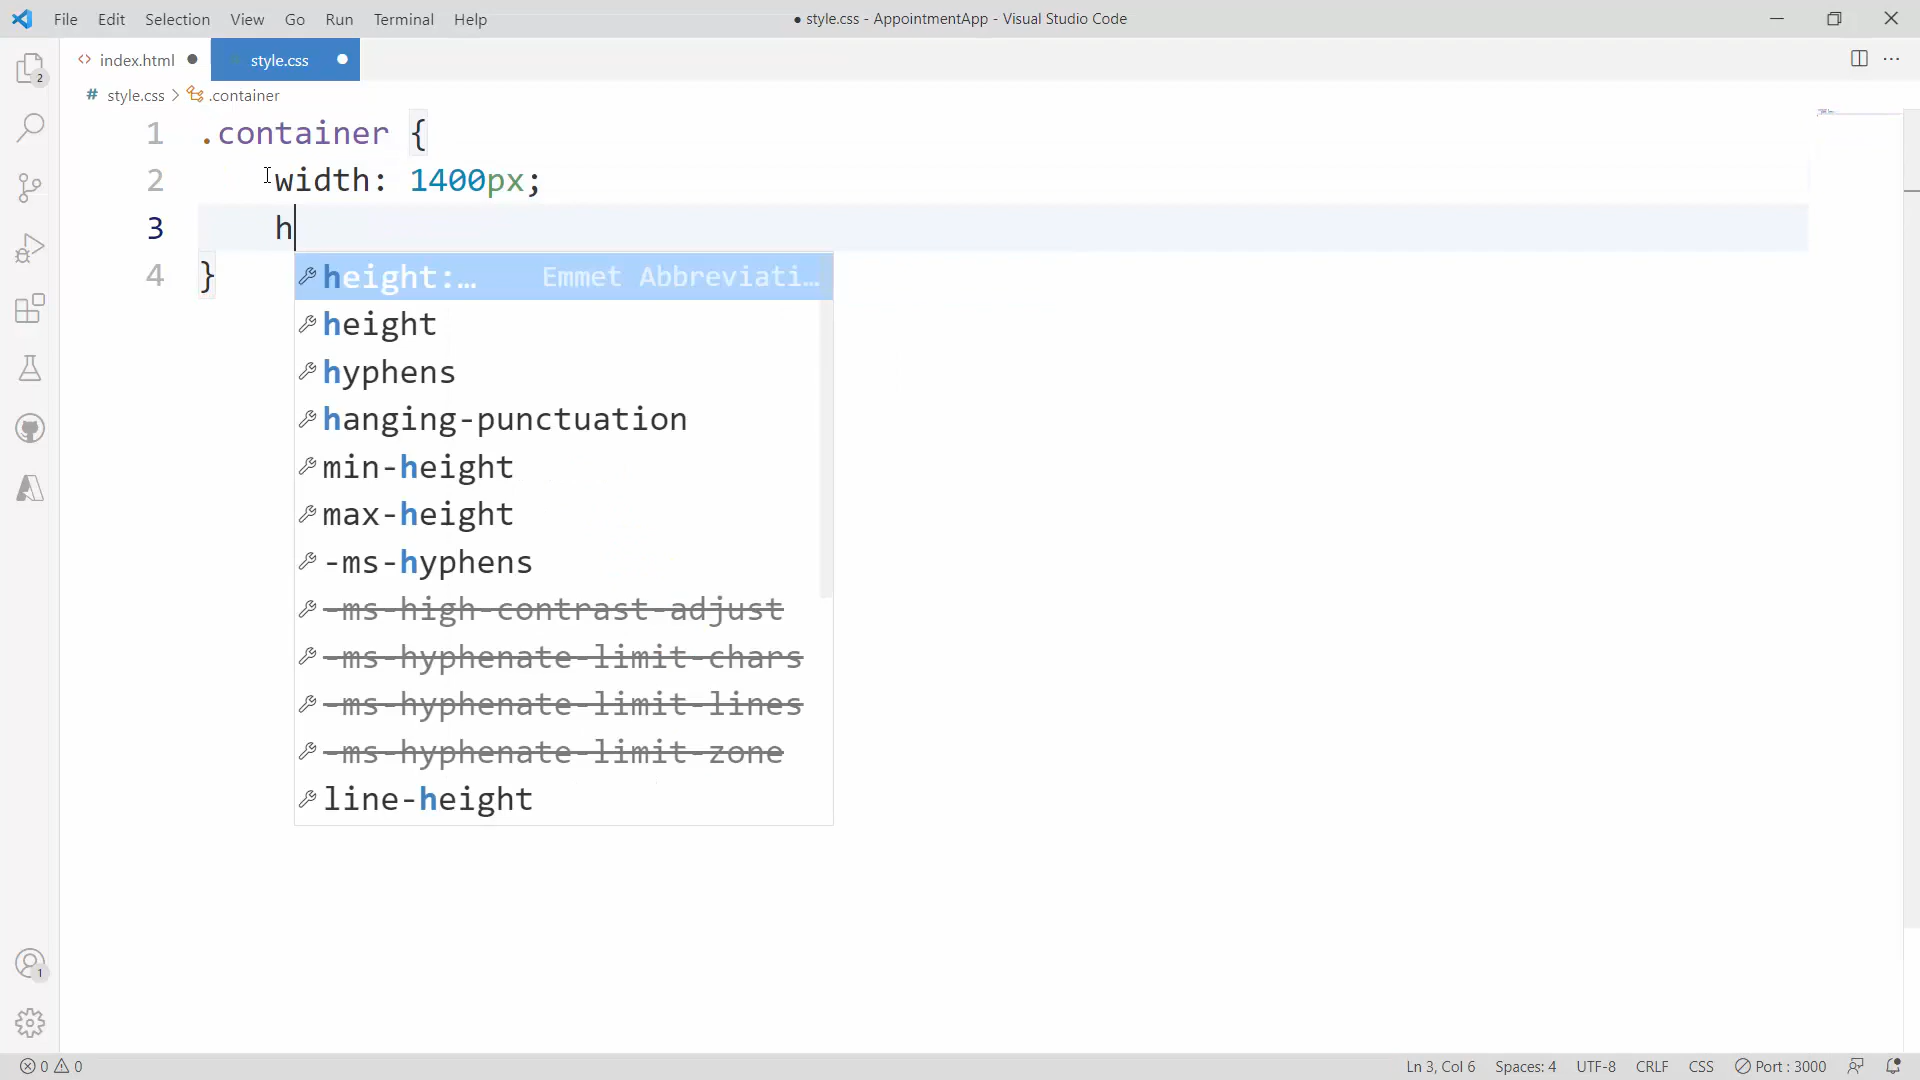 File Edit Selection View Go Run Terminal Help
● style.css - AppointmentApp - Visual Studio Code
2
<> index.html ●
style.css ●
# style.css > .container
1 .container {
2 width: 1400px;
3 h
height:… Emmet Abbreviati…
4 }
height
hyphens
hanging-punctuation
min-height
max-height
-ms-hyphens
-ms-high-contrast-adjust
-ms-hyphenate-limit-chars
-ms-hyphenate-limit-lines
-ms-hyphenate-limit-zone
line-height
1
0 0
Ln 3, Col 6 Spaces: 4 UTF-8 CRLF CSS Port : 3000